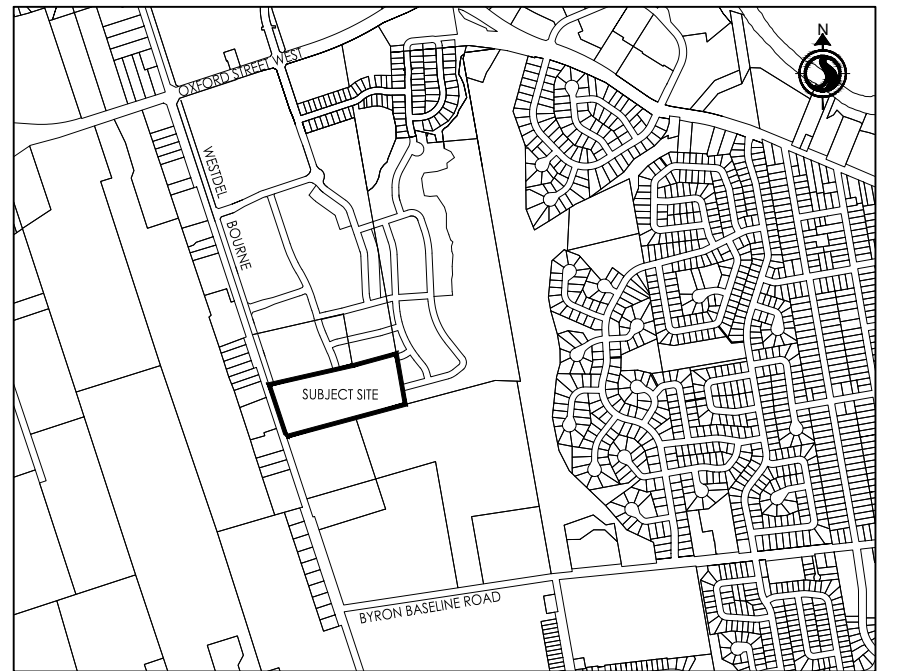 N
OXFORD STREET WEST
WESTDEL
BOURNE
SUBJECT SITE
BYRON BASELINE ROAD